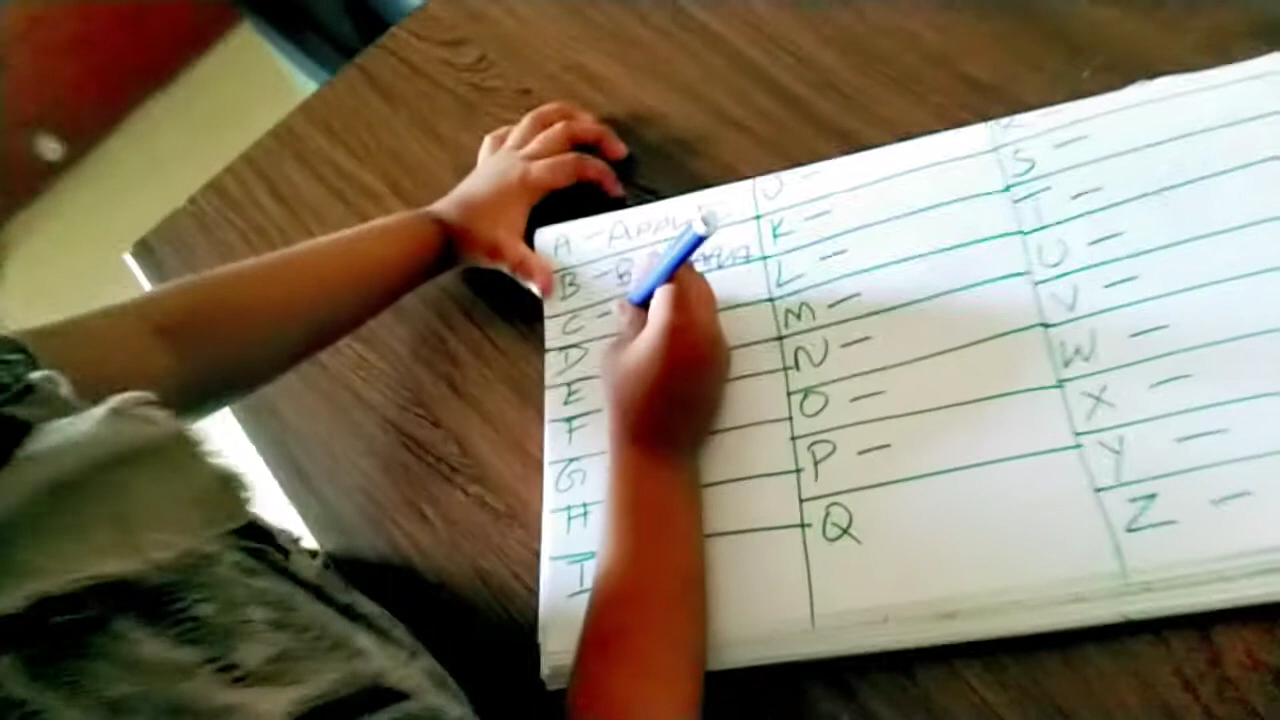 A - Apple
B - B
C -
D
E
F
G
H
I
J -
K -
L -
M -
N -
O -
P -
Q
R
S -
T -
U -
V -
W -
X -
Y -
Z -